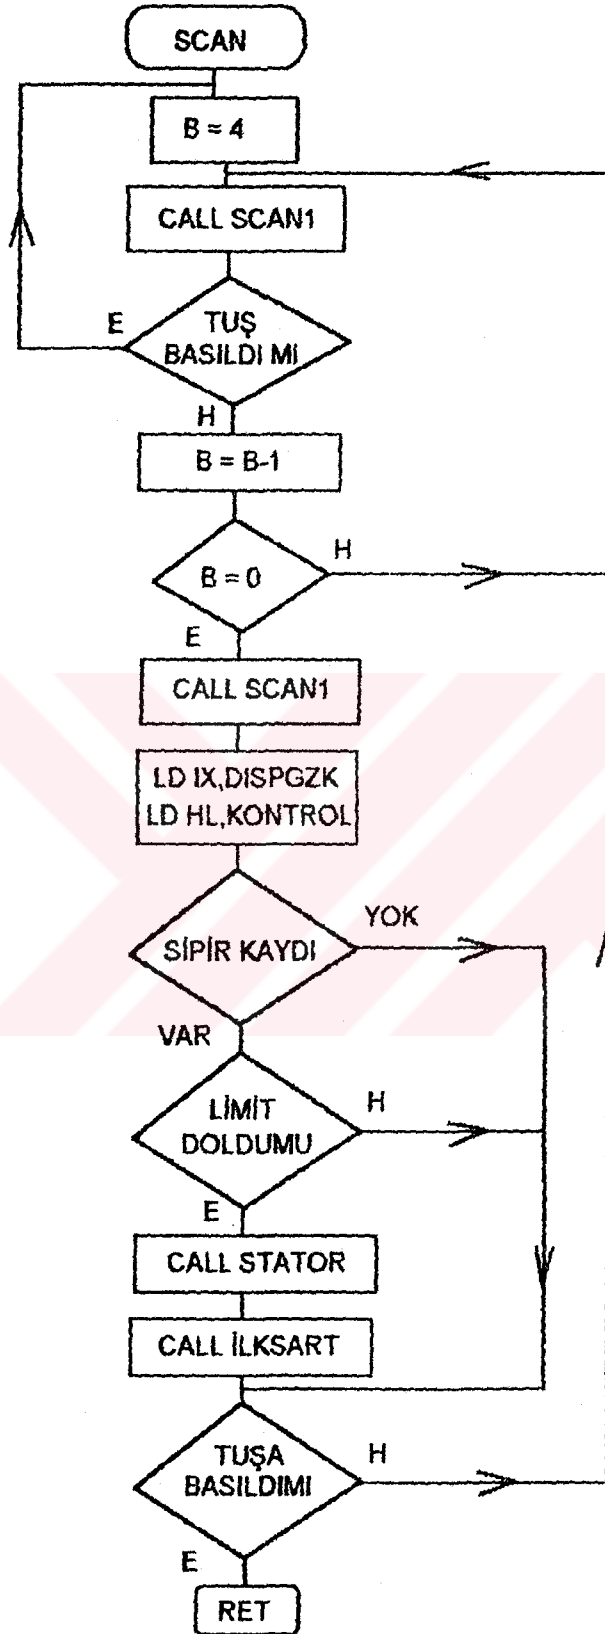 SCAN
B = 4
CALL SCAN1
E
TUŞ
BASILDI MI
H
B = B-1
B = 0
H
E
CALL SCAN1
LD IX,DISPGZK
LD HL,KONTROL
SİPİR KAYDI
YOK
VAR
LİMİT
DOLDUMU
H
E
CALL STATOR
CALL İLKSART
TUŞA
BASILDIMI
H
E
RET